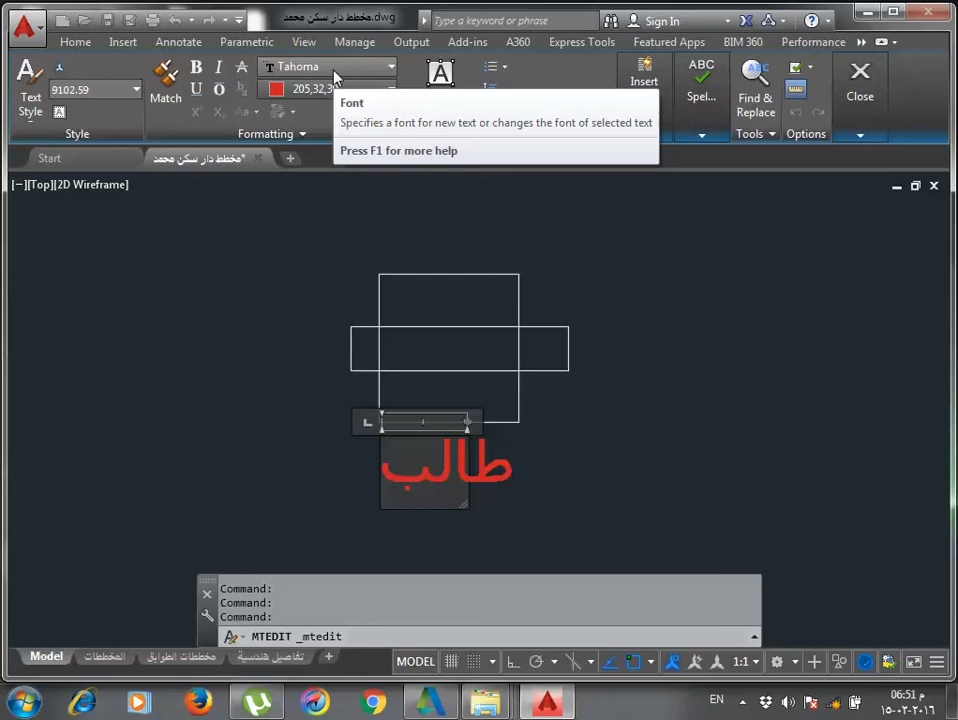 مخطط دار سكن محمد.dwg
Type a keyword or phrase
Sign In
Home Insert Annotate Parametric View Manage Output Add-ins A360 Express Tools Featured Apps BIM 360 Performance
Text Style
9102.59
Style
Match
B I A
U O
Tahoma
205,32,3
Formatting
A
Insert
ABC
Spel...
Find & Replace
Tools
Options
Close
Font
Specifies a font for new text or changes the font of selected text
Press F1 for more help
Start
مخطط دار سكن محمد*
[−][Top][2D Wireframe]
طالب
Command:
Command:
Command:
MTEDIT _mtedit
Model
المخططات
مخططات الطوابق
تفاصيل هندسية
MODEL
1:1
EN
06:51 م
١٥-٠٢-٢٠١٦